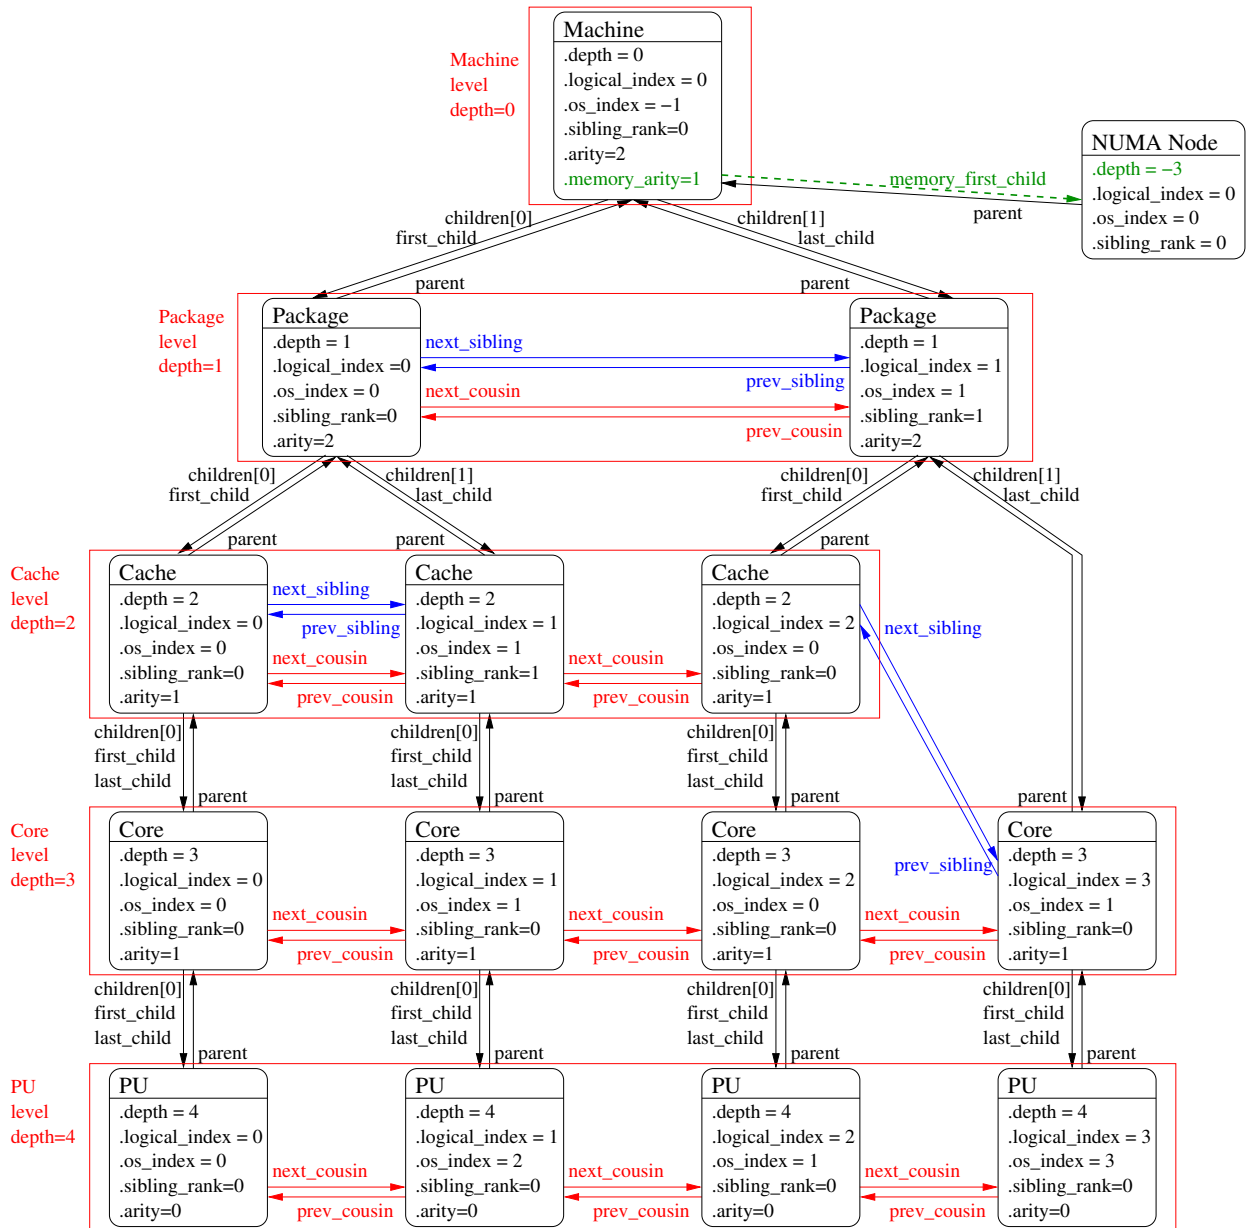 Machine
level
depth=0
Machine
.depth = 0
.logical_index = 0
.os_index = −1
.sibling_rank=0
.arity=2
.memory_arity=1
NUMA Node
.depth = −3
.logical_index = 0
.os_index = 0
.sibling_rank = 0
memory_first_child
parent
children[0]
first_child
children[1]
last_child
parent
parent
Package
level
depth=1
Package
.depth = 1
.logical_index =0
.os_index = 0
.sibling_rank=0
.arity=2
next_sibling
prev_sibling
next_cousin
prev_cousin
Package
.depth = 1
.logical_index = 1
.os_index = 1
.sibling_rank=1
.arity=2
children[0]
first_child
children[1]
last_child
children[0]
first_child
children[1]
last_child
parent
parent
parent
Cache
level
depth=2
Cache
.depth = 2
.logical_index = 0
.os_index = 0
.sibling_rank=0
.arity=1
next_sibling
prev_sibling
next_cousin
prev_cousin
Cache
.depth = 2
.logical_index = 1
.os_index = 1
.sibling_rank=1
.arity=1
next_cousin
prev_cousin
Cache
.depth = 2
.logical_index = 2
.os_index = 0
.sibling_rank=0
.arity=1
next_sibling
prev_sibling
children[0]
first_child
last_child
parent
children[0]
first_child
last_child
parent
children[0]
first_child
last_child
parent
parent
Core
level
depth=3
Core
.depth = 3
.logical_index = 0
.os_index = 0
.sibling_rank=0
.arity=1
next_cousin
prev_cousin
Core
.depth = 3
.logical_index = 1
.os_index = 1
.sibling_rank=0
.arity=1
next_cousin
prev_cousin
Core
.depth = 3
.logical_index = 2
.os_index = 0
.sibling_rank=0
.arity=1
next_cousin
prev_cousin
Core
.depth = 3
.logical_index = 3
.os_index = 1
.sibling_rank=0
.arity=1
children[0]
first_child
last_child
parent
children[0]
first_child
last_child
parent
children[0]
first_child
last_child
parent
children[0]
first_child
last_child
parent
PU
level
depth=4
PU
.depth = 4
.logical_index = 0
.os_index = 0
.sibling_rank=0
.arity=0
next_cousin
prev_cousin
PU
.depth = 4
.logical_index = 1
.os_index = 2
.sibling_rank=0
.arity=0
next_cousin
prev_cousin
PU
.depth = 4
.logical_index = 2
.os_index = 1
.sibling_rank=0
.arity=0
next_cousin
prev_cousin
PU
.depth = 4
.logical_index = 3
.os_index = 3
.sibling_rank=0
.arity=0